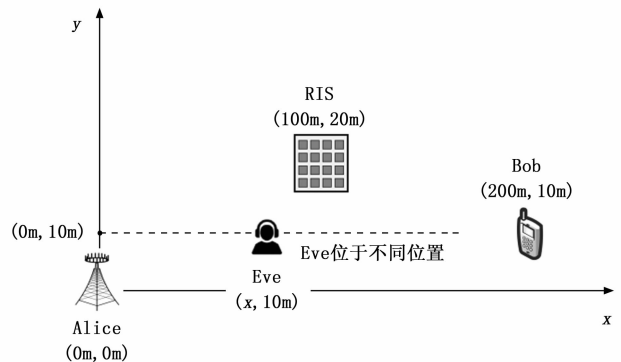 y
RIS
(100m, 20m)
Bob
(200m, 10m)
(0m, 10m)
Eve位于不同位置
Eve
(x, 10m)
x
Alice
(0m, 0m)